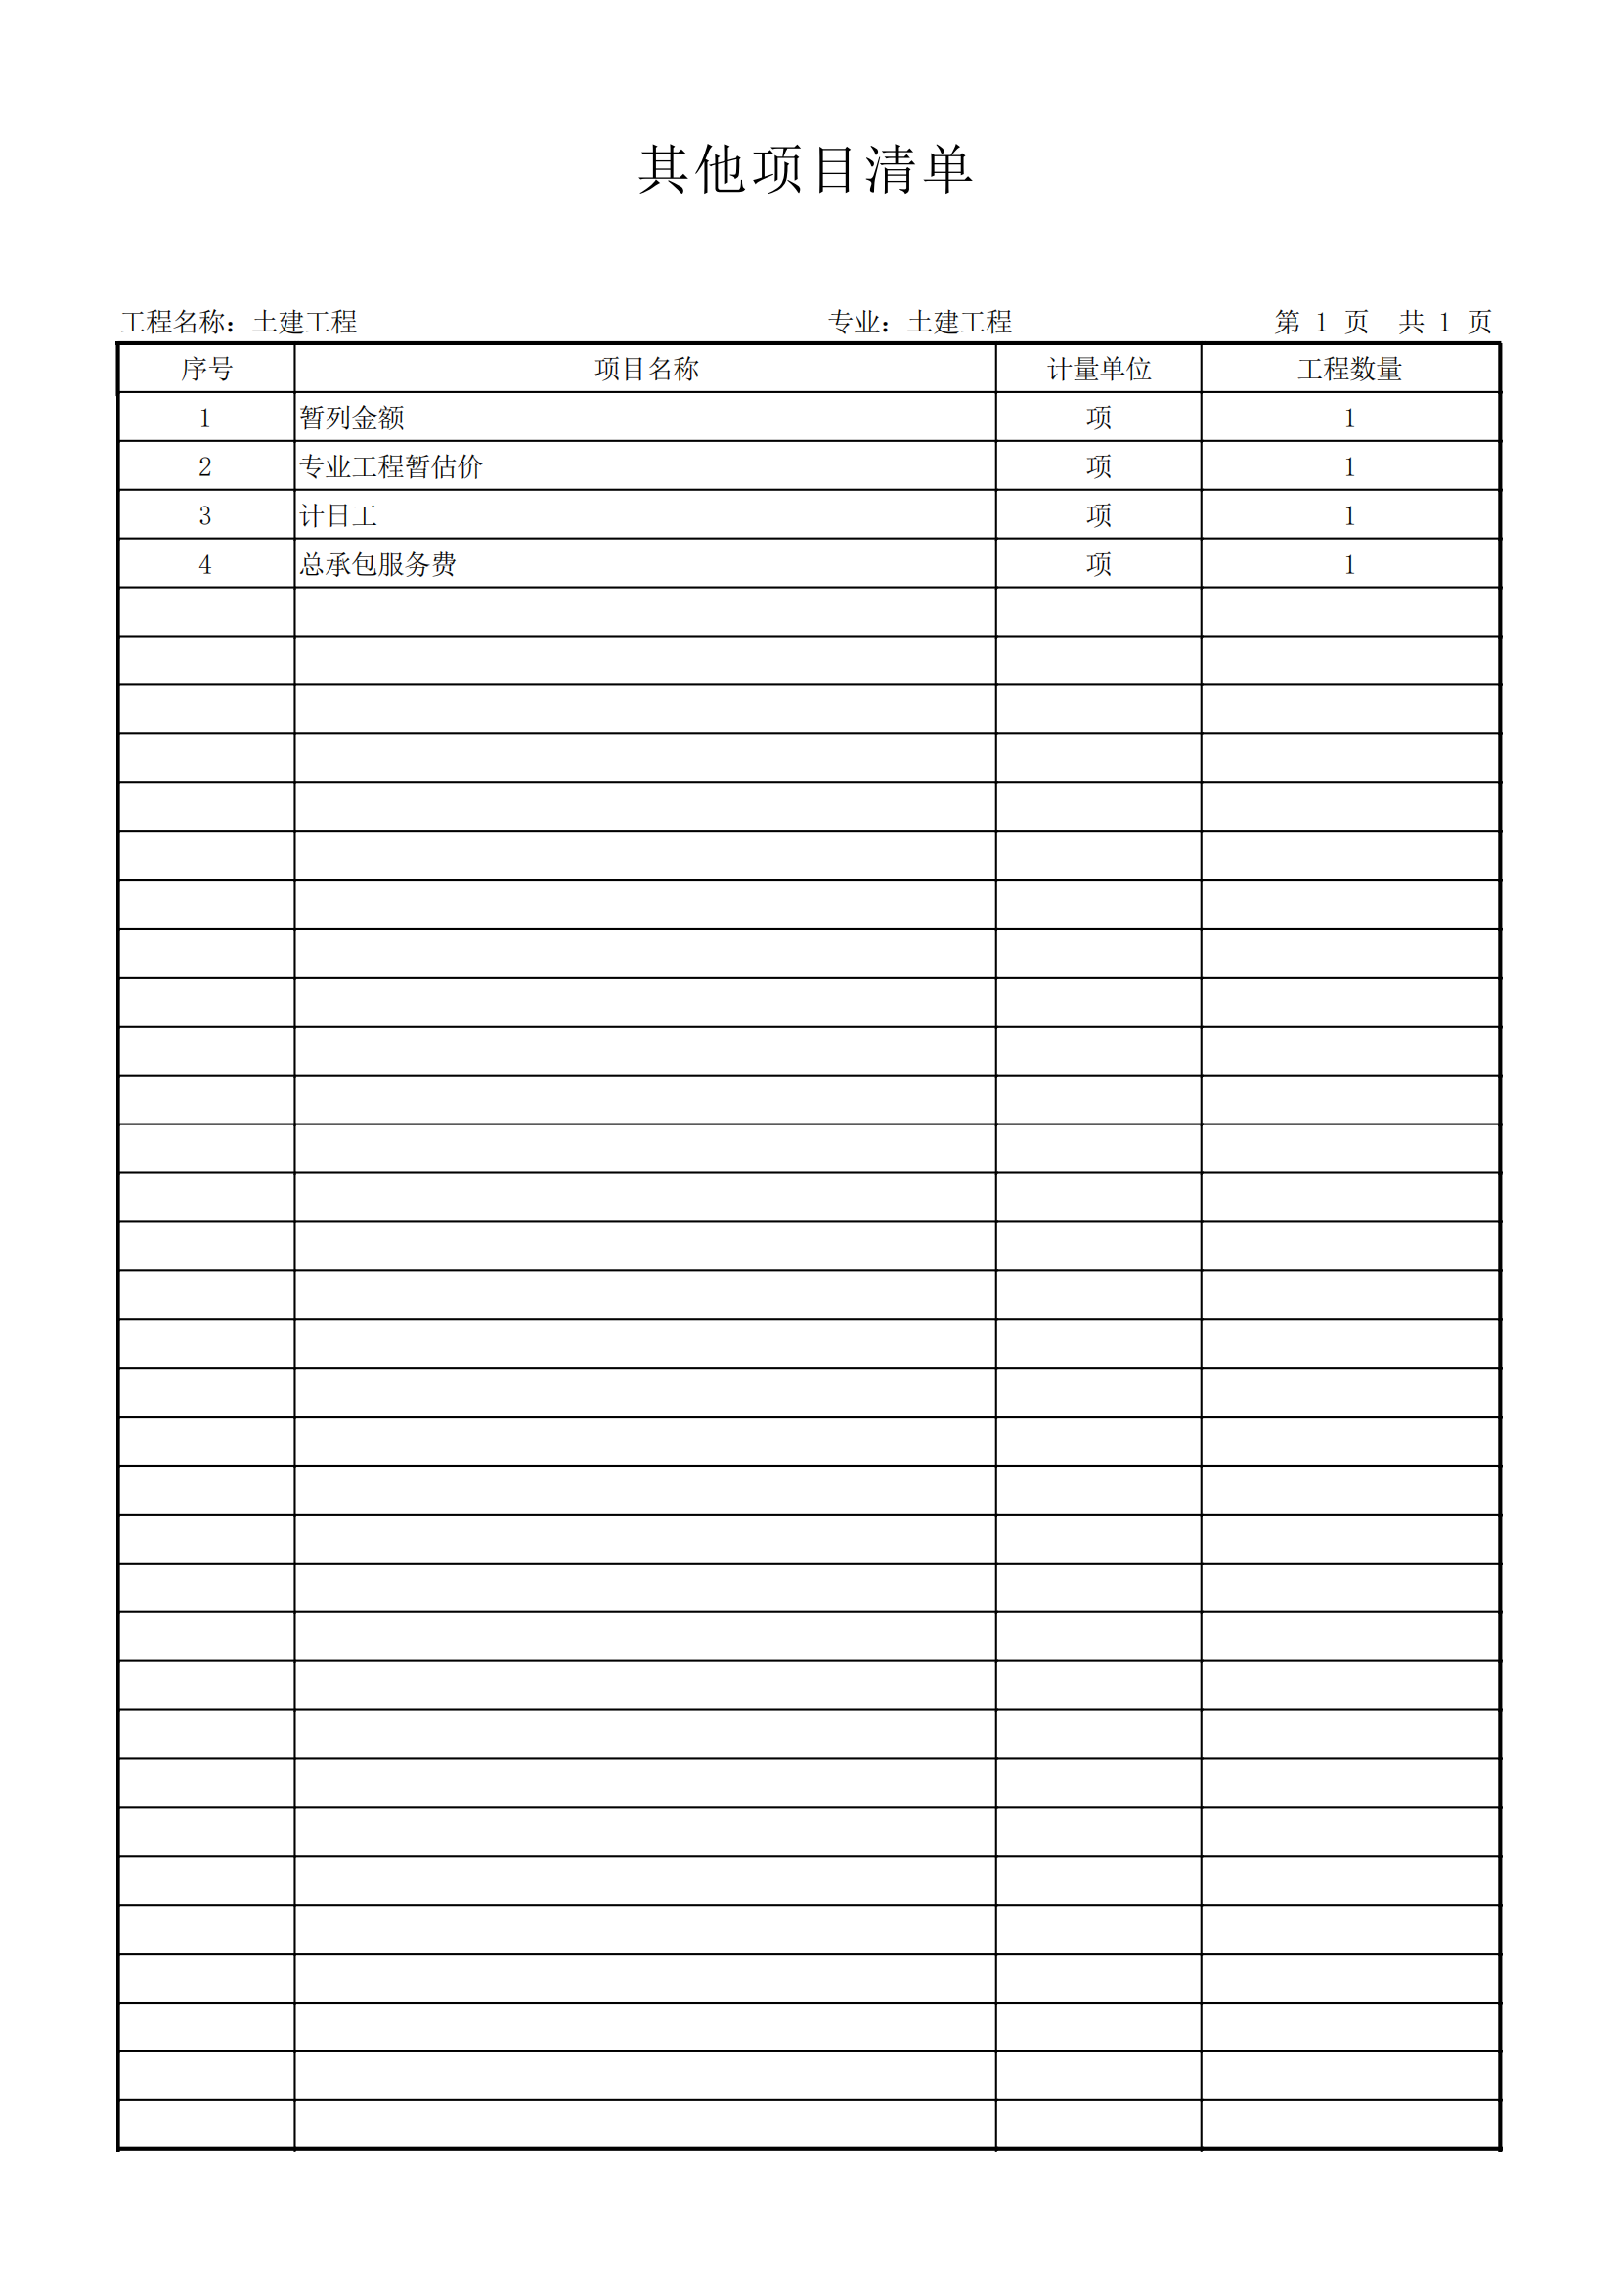 其他项目清单
工程名称：土建工程 专业：土建工程 第 1 页 共 1 页
序号 项目名称 计量单位 工程数量
1 暂列金额 项 1
2 专业工程暂估价 项 1
3 计日工 项 1
4 总承包服务费 项 1